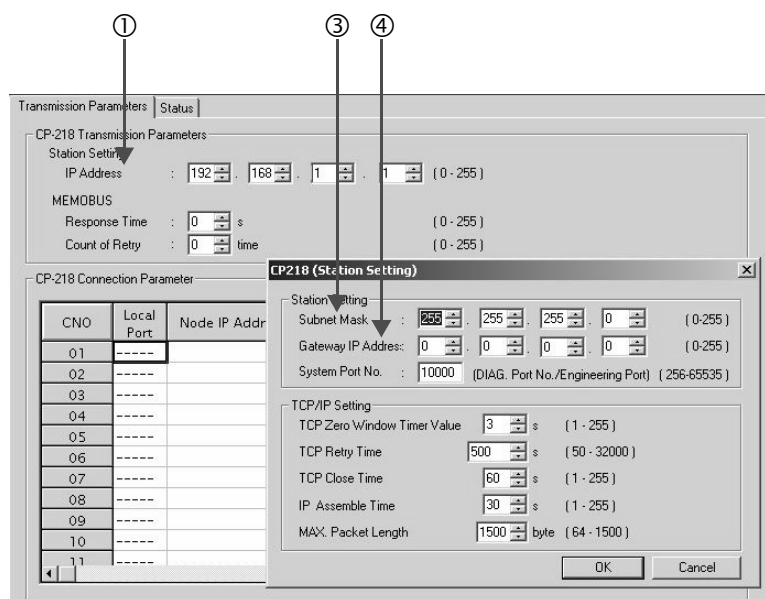 ① ③ ④
Transmission Parameters Status
CP-218 Transmission Parameters
Station Setting
IP Address : 192 . 168 . 1 . 1 ( 0 - 255 )
MEMOBUS
Response Time : 0 s ( 0 - 255 )
Count of Retry : 0 time ( 0 - 255 )
CP-218 Connection Parameter
CNO Local Port Node IP Addr
01 -----
02 -----
03 -----
04 -----
05 -----
06 -----
07 -----
08 -----
09 -----
10 -----
11 -----
CP218 (Station Setting)
Station Setting
Subnet Mask : 255 . 255 . 255 . 0 ( 0-255 )
Gateway IP Addres: 0 . 0 . 0 . 0 ( 0-255 )
System Port No. : 10000 (DIAG. Port No./Engineering Port) ( 256-65535 )
TCP/IP Setting
TCP Zero Window Timer Value 3 s ( 1 - 255 )
TCP Retry Time 500 s ( 50 - 32000 )
TCP Close Time 60 s ( 1 - 255 )
IP Assemble Time 30 s ( 1 - 255 )
MAX. Packet Length 1500 byte ( 64 - 1500 )
OK Cancel